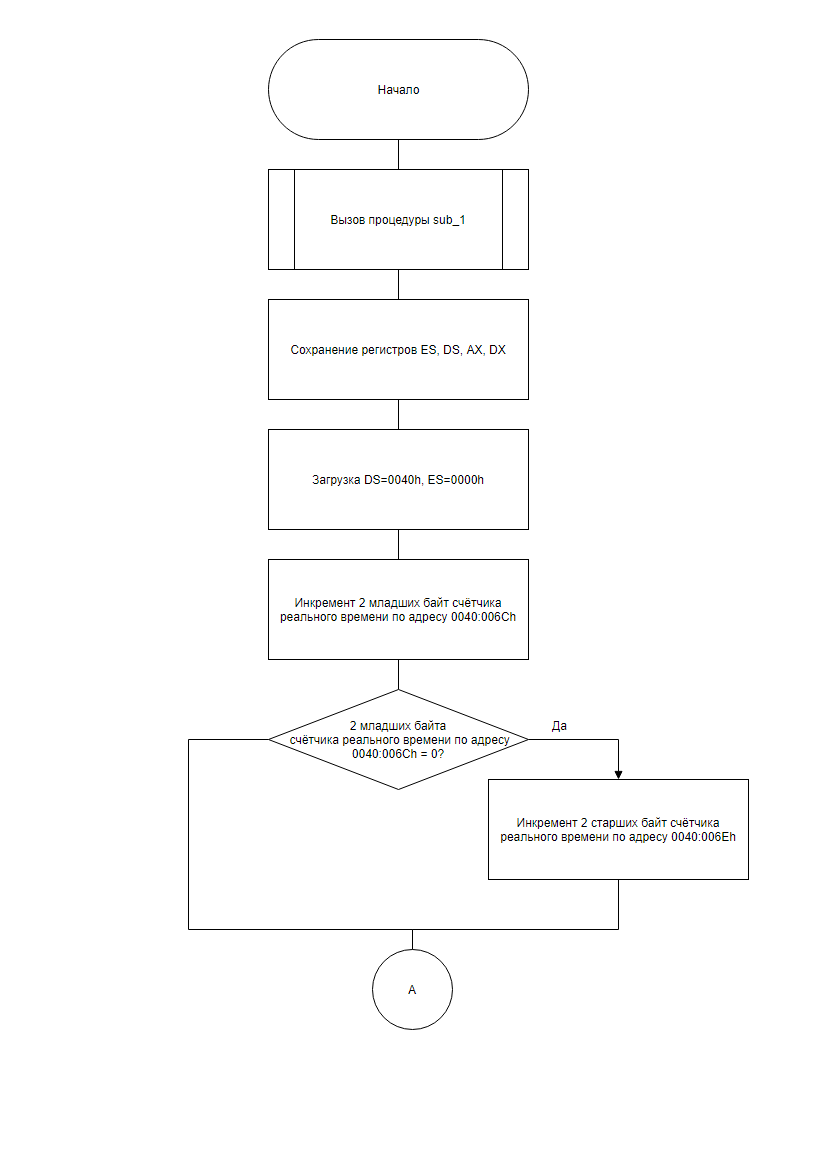 Начало
Вызов процедуры sub_1
Сохранение регистров ES, DS, AX, DX
Загрузка DS=0040h, ES=0000h
Инкремент 2 младших байт счётчика
реального времени по адресу 0040:006Ch
2 младших байта
счётчика реального времени по адресу
0040:006Ch = 0?
Да
Инкремент 2 старших байт счётчика
реального времени по адресу 0040:006Eh
A